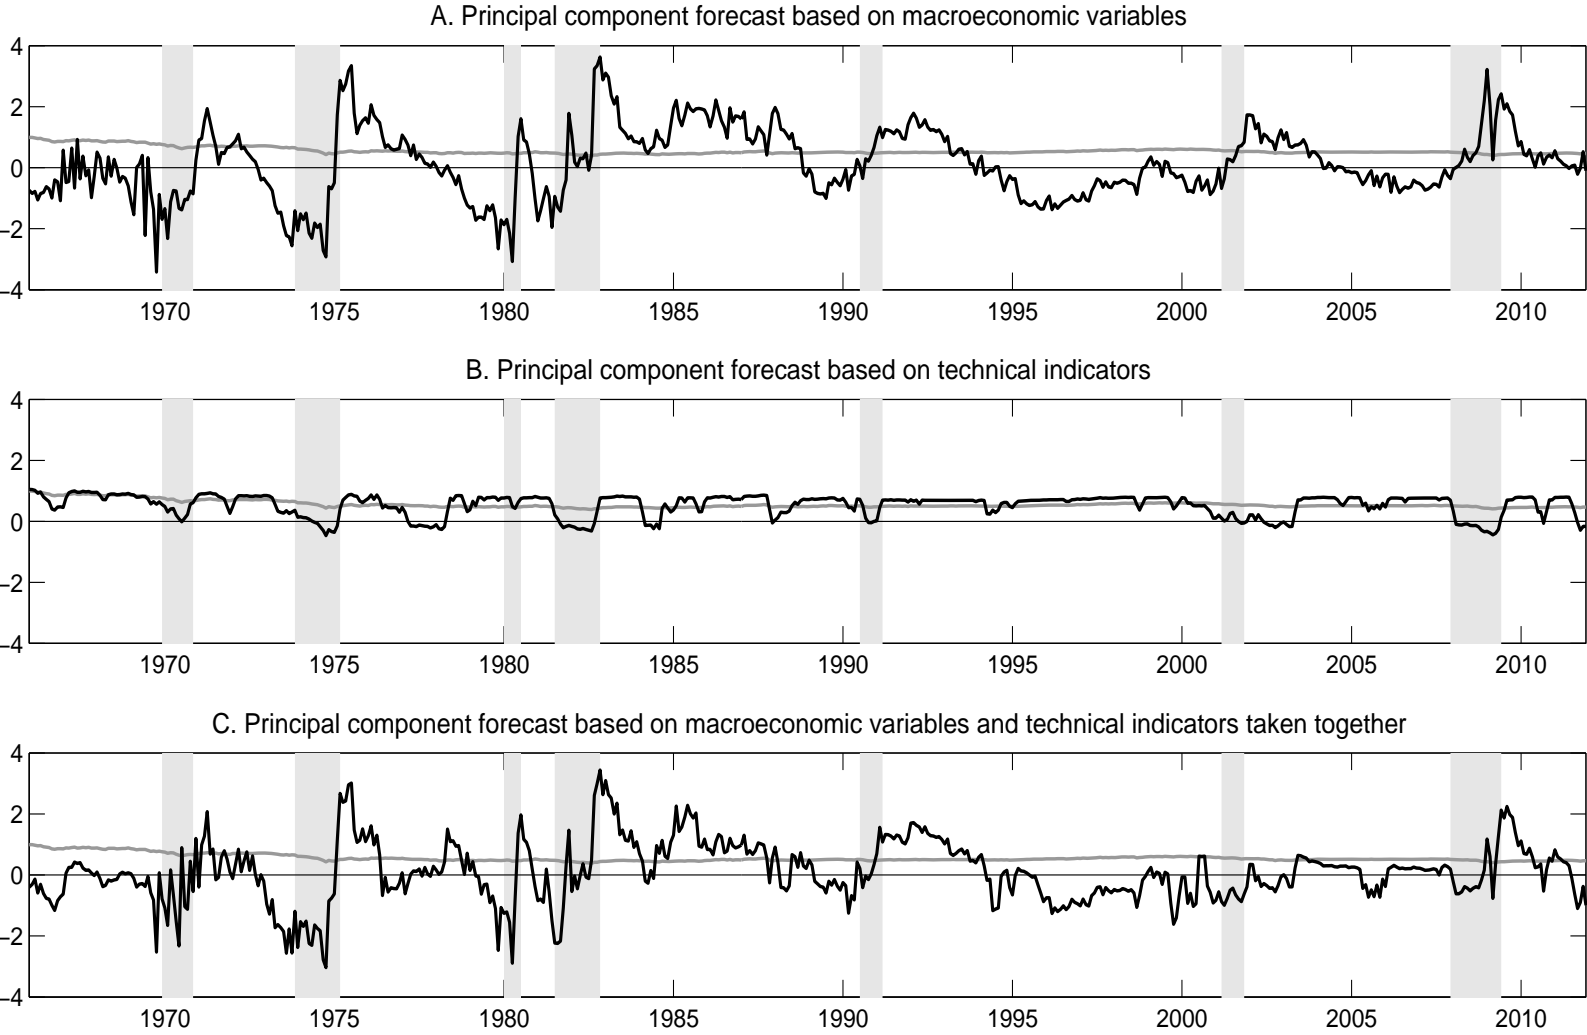 A. Principal component forecast based on macroeconomic variables
4
2
0
−2
−4
1970 1975 1980 1985 1990 1995 2000 2005 2010
B. Principal component forecast based on technical indicators
4
2
0
−2
−4
1970 1975 1980 1985 1990 1995 2000 2005 2010
C. Principal component forecast based on macroeconomic variables and technical indicators taken together
4
2
0
−2
−4
1970 1975 1980 1985 1990 1995 2000 2005 2010